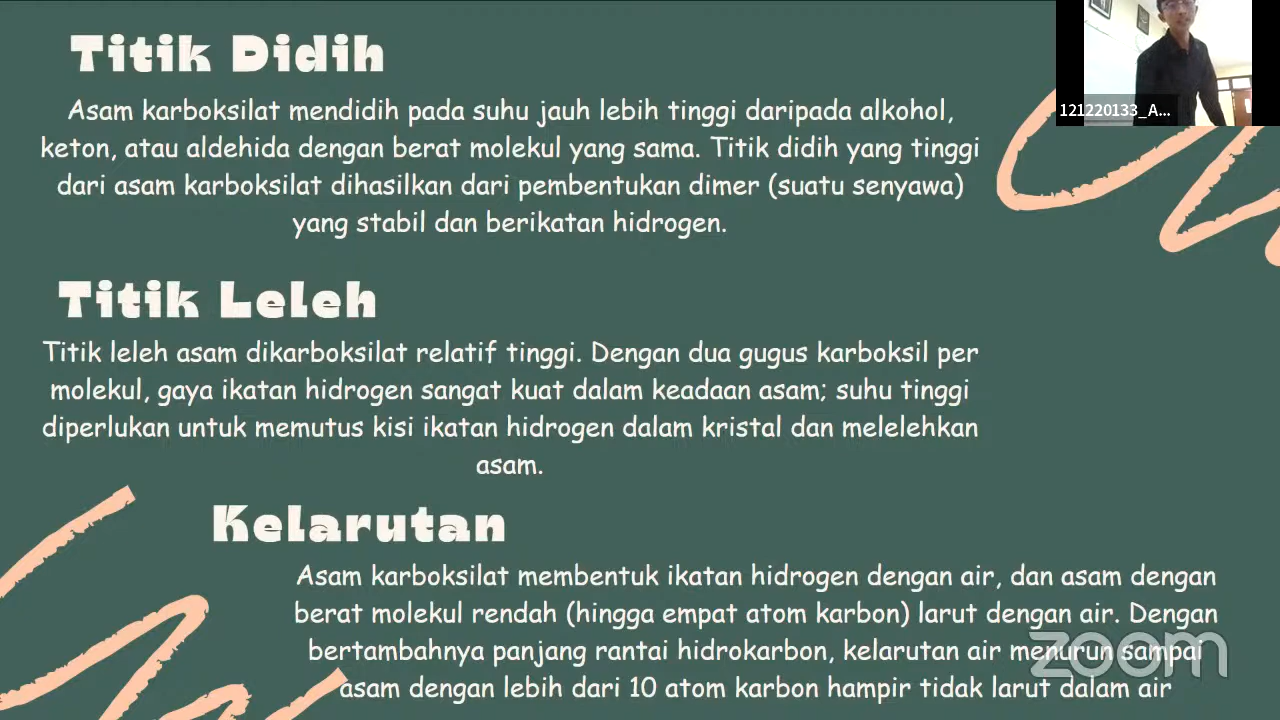 Titik Didih
Asam karboksilat mendidih pada suhu jauh lebih tinggi daripada alkohol,
keton, atau aldehida dengan berat molekul yang sama. Titik didih yang tinggi
dari asam karboksilat dihasilkan dari pembentukan dimer (suatu senyawa)
yang stabil dan berikatan hidrogen.
121220133_A...
Titik Leleh
Titik leleh asam dikarboksilat relatif tinggi. Dengan dua gugus karboksil per
molekul, gaya ikatan hidrogen sangat kuat dalam keadaan asam; suhu tinggi
diperlukan untuk memutus kisi ikatan hidrogen dalam kristal dan melelehkan
asam.
Kelarutan
Asam karboksilat membentuk ikatan hidrogen dengan air, dan asam dengan
berat molekul rendah (hingga empat atom karbon) larut dengan air. Dengan
bertambahnya panjang rantai hidrokarbon, kelarutan air menurun sampai
asam dengan lebih dari 10 atom karbon hampir tidak larut dalam air
zoom